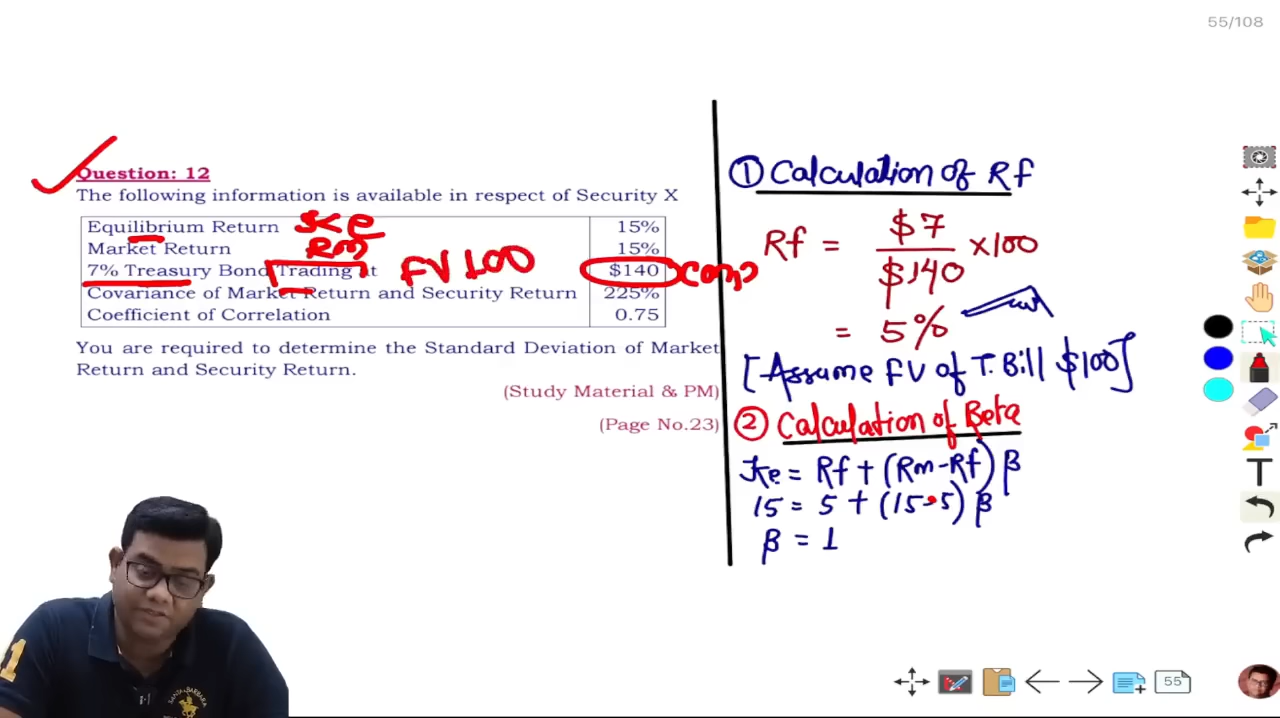 55/108
Question: 12
The following information is available in respect of Security X
Equilibrium Return Ke 15%
Market Return Rm 15%
7% Treasury Bond Trading at FV 100 $140
Covariance of Market Return and Security Return 225%
Coefficient of Correlation 0.75
You are required to determine the Standard Deviation of Market
Return and Security Return.
(Study Material & PM)
(Page No.23)
① Calculation of Rf
Rf = $7 / $140 ×100
= 5%
[Assume FV of T. Bill $100]
② Calculation of Beta
Ke = Rf + (Rm-Rf) β
15 = 5 + (15-5) β
β = 1
1
SANTA BARBARA
T
55